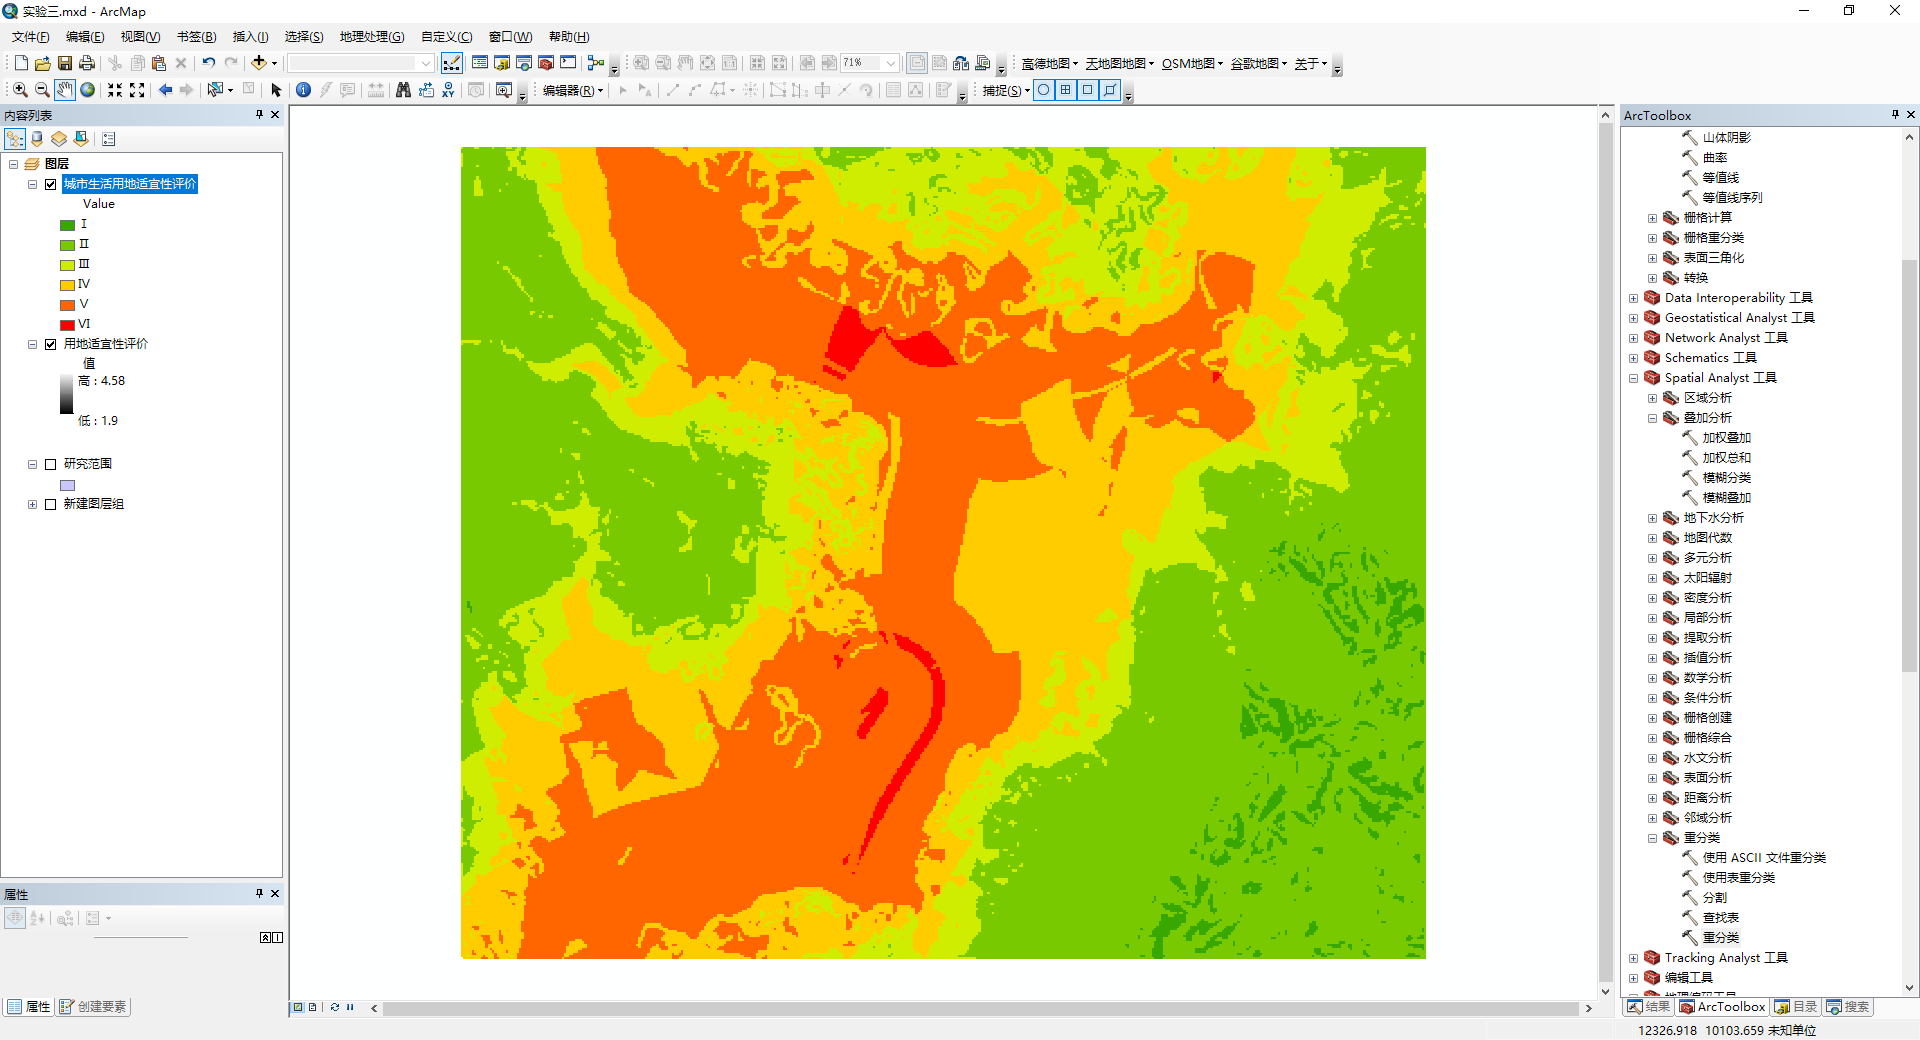 实验三.mxd - ArcMap
文件(F) 编辑(E) 视图(V) 书签(B) 插入(I) 选择(S) 地理处理(G) 自定义(C) 窗口(W) 帮助(H)
71% 高德地图 天地图地图 OSM地图 谷歌地图 关于
编辑器(R) 捕捉(S)
内容列表
图层
城市生活用地适宜性评价
Value
I
II
III
IV
V
VI
用地适宜性评价
值
高 : 4.58
低 : 1.9
研究范围
新建图层组
属性
属性 创建要素
ArcToolbox
山体阴影
曲率
等值线
等值线序列
栅格计算
栅格重分类
表面三角化
转换
Data Interoperability 工具
Geostatistical Analyst 工具
Network Analyst 工具
Schematics 工具
Spatial Analyst 工具
区域分析
叠加分析
加权叠加
加权总和
模糊分类
模糊叠加
地下水分析
地图代数
多元分析
太阳辐射
密度分析
局部分析
提取分析
插值分析
数学分析
条件分析
栅格创建
栅格综合
水文分析
表面分析
距离分析
邻域分析
重分类
使用 ASCII 文件重分类
使用表重分类
分割
查找表
重分类
Tracking Analyst 工具
编辑工具
地理编码工具
结果 ArcToolbox 目录 搜索
12326.918 10103.659 未知单位